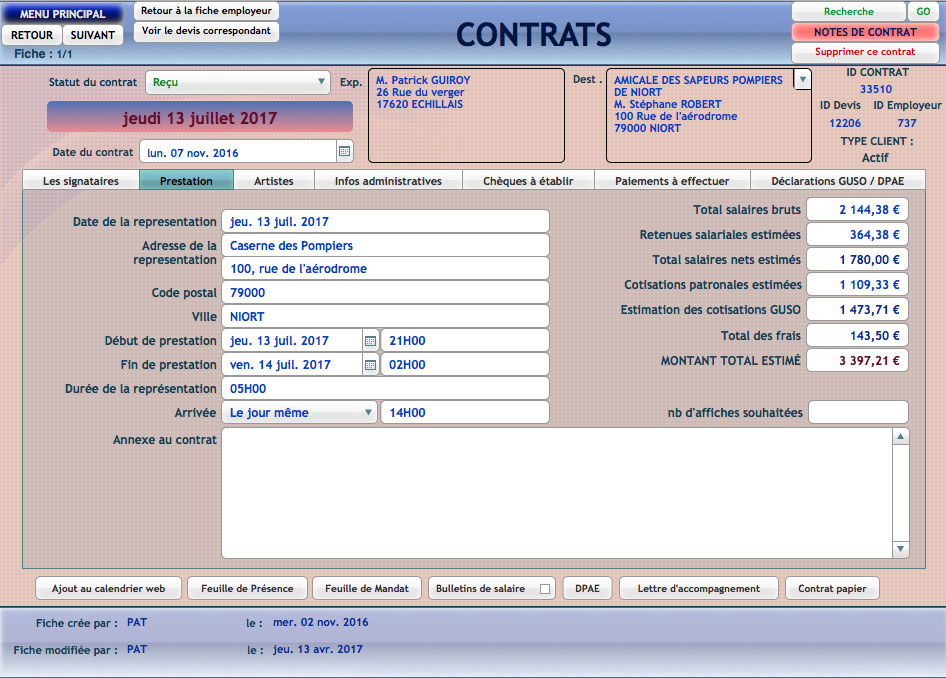 MENU PRINCIPAL
RETOUR
SUIVANT
Fiche : 1/1
Retour à la fiche employeur
Voir le devis correspondant
CONTRATS
Recherche
GO
NOTES DE CONTRAT
Supprimer ce contrat
Statut du contrat
Reçu
jeudi 13 juillet 2017
Date du contrat
lun. 07 nov. 2016
Exp.
M. Patrick GUIROY
26 Rue du verger
17620 ECHILLAIS
Dest .
AMICALE DES SAPEURS POMPIERS
DE NIORT
M. Stéphane ROBERT
100 Rue de l'aérodrome
79000 NIORT
ID CONTRAT
33510
ID Devis
ID Employeur
12206
737
TYPE CLIENT :
Actif
Les signataires
Prestation
Artistes
Infos administratives
Chèques à établir
Paiements à effectuer
Déclarations GUSO / DPAE
Date de la representation
jeu. 13 juil. 2017
Adresse de la
representation
Caserne des Pompiers
100, rue de l'aérodrome
Code postal
79000
Ville
NIORT
Début de prestation
jeu. 13 juil. 2017
21H00
Fin de prestation
ven. 14 juil. 2017
02H00
Durée de la représentation
05H00
Arrivée
Le jour même
14H00
Annexe au contrat
Total salaires bruts
2 144,38 €
Retenues salariales estimées
364,38 €
Total salaires nets estimés
1 780,00 €
Cotisations patronales estimées
1 109,33 €
Estimation des cotisations GUSO
1 473,71 €
Total des frais
143,50 €
MONTANT TOTAL ESTIMÉ
3 397,21 €
nb d'affiches souhaitées
Ajout au calendrier web
Feuille de Présence
Feuille de Mandat
Bulletins de salaire
DPAE
Lettre d'accompagnement
Contrat papier
Fiche crée par :
PAT
le :
mer. 02 nov. 2016
Fiche modifiée par :
PAT
le :
jeu. 13 avr. 2017